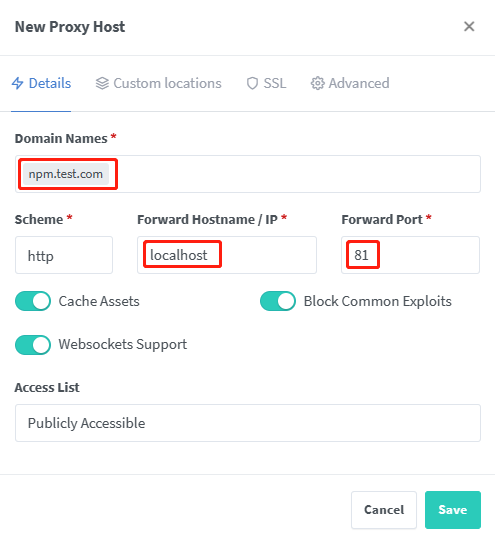 New Proxy Host ×
Details Custom locations SSL Advanced
Domain Names *
npm.test.com
Scheme * Forward Hostname / IP * Forward Port *
http localhost 81
Cache Assets Block Common Exploits
Websockets Support
Access List
Publicly Accessible
Cancel Save